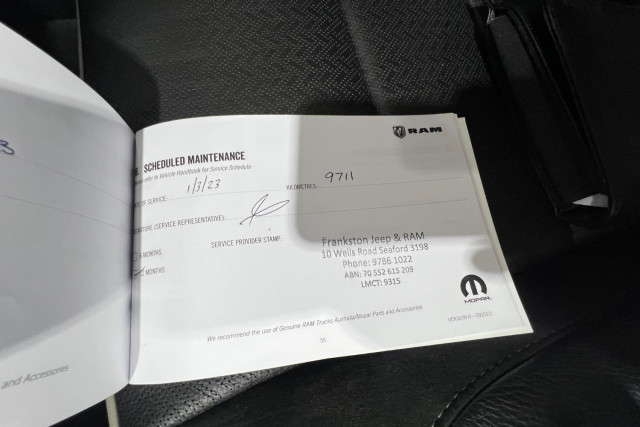 RAM
SCHEDULED MAINTENANCE
refer to Vehicle Handbook for Service Schedule
OF SERVICE: 1/3/23 KILOMETRES: 9711
(SERVICE REPRESENTATIVE):
MONTHS
MONTHS
SERVICE PROVIDER STAMP:
Frankston Jeep & RAM
10 Wells Road Seaford 3198
Phone: 9786 1022
ABN: 70 552 615 209
LMCT: 9315
MOPAR
We recommend the use of Genuine RAM Trucks Australia/Mopar Parts and Accessories
and Accessories